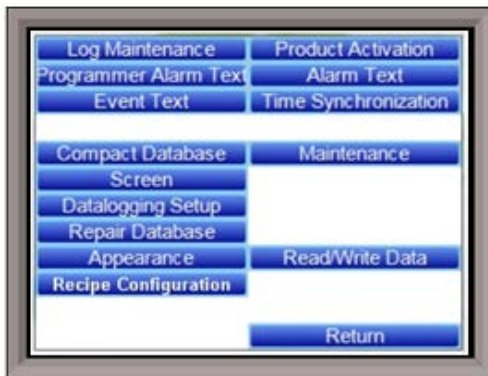 Log Maintenance Product Activation
Programmer Alarm Text Alarm Text
Event Text Time Synchronization
Compact Database Maintenance
Screen
Datalogging Setup
Repair Database
Appearance Read/Write Data
Recipe Configuration
Return